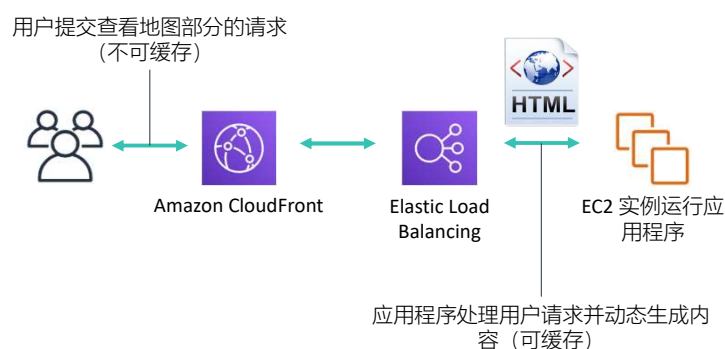 用户提交查看地图部分的请求
（不可缓存）
HTML
Amazon CloudFront
Elastic Load
Balancing
EC2 实例运行应
用程序
应用程序处理用户请求并动态生成内
容（可缓存）